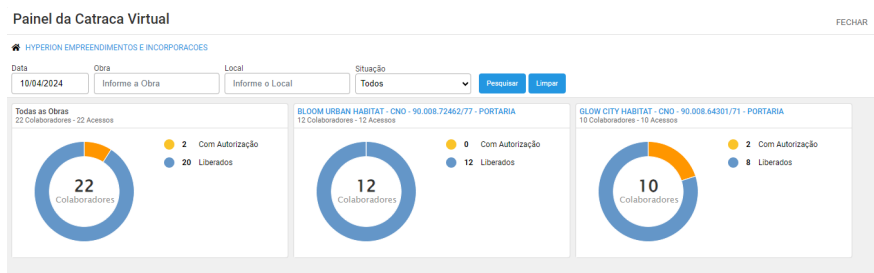 Painel da Catraca Virtual
FECHAR
HYPERION EMPREENDIMENTOS E INCORPORACOES
Data Obra Local Situação
10/04/2024 Informe a Obra Informe o Local Todos Pesquisar Limpar
Todas as Obras
22 Colaboradores - 22 Acessos
22
Colaboradores
2 Com Autorização
20 Liberados
BLOOM URBAN HABITAT - CNO - 90.008.72462/77 - PORTARIA
12 Colaboradores - 12 Acessos
12
Colaboradores
0 Com Autorização
12 Liberados
GLOW CITY HABITAT - CNO - 90.008.64301/71 - PORTARIA
10 Colaboradores - 10 Acessos
10
Colaboradores
2 Com Autorização
8 Liberados